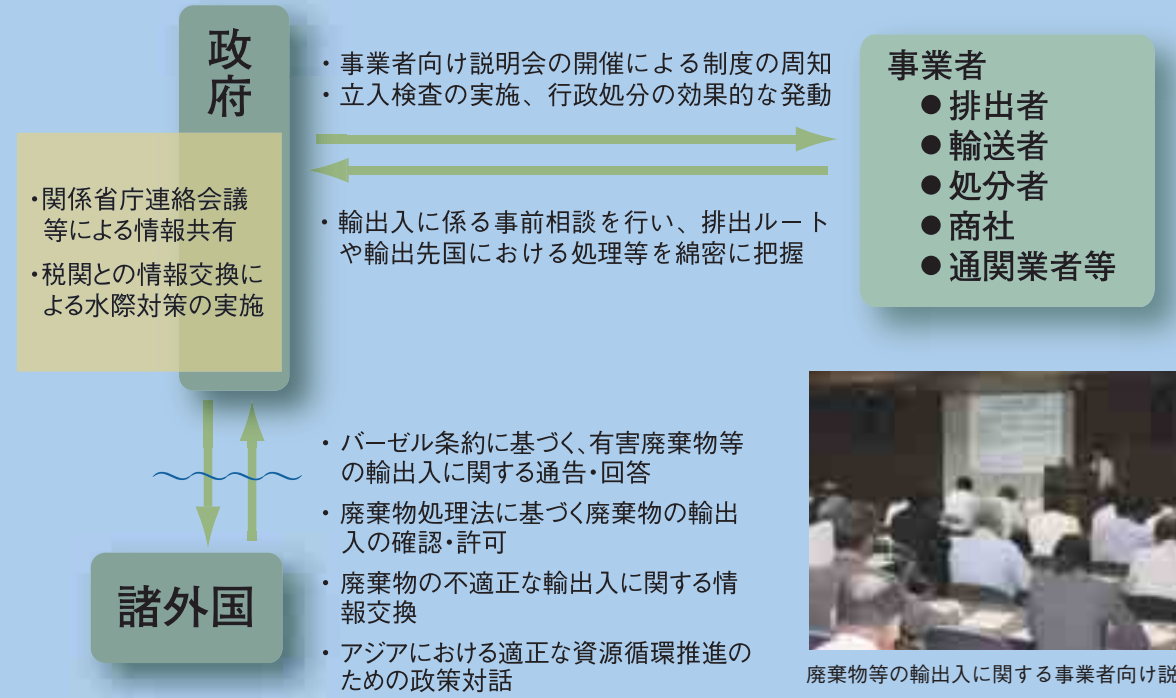 政
府
・事業者向け説明会の開催による制度の周知
・立入検査の実施、行政処分の効果的な発動
・輸出入に係る事前相談を行い、排出ルート
や輸出先国における処理等を綿密に把握
事業者
●排出者
●輸送者
●処分者
●商社
●通関業者等
・関係省庁連絡会議
等による情報共有
・税関との情報交換に
よる水際対策の実施
・バーゼル条約に基づく、有害廃棄物等
の輸出入に関する通告・回答
・廃棄物処理法に基づく廃棄物の輸出
入の確認・許可
・廃棄物の不適正な輸出入に関する情
報交換
・アジアにおける適正な資源循環推進の
ための政策対話
諸外国
廃棄物等の輸出入に関する事業者向け説